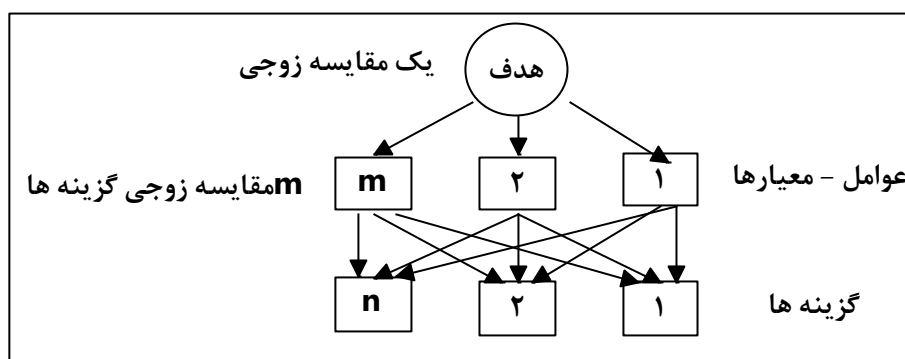 هدف
یک مقایسه زوجی
عوامل - معیارها
۱
۲
m
mمقایسه زوجی گزینه ها
گزینه ها
۱
۲
n